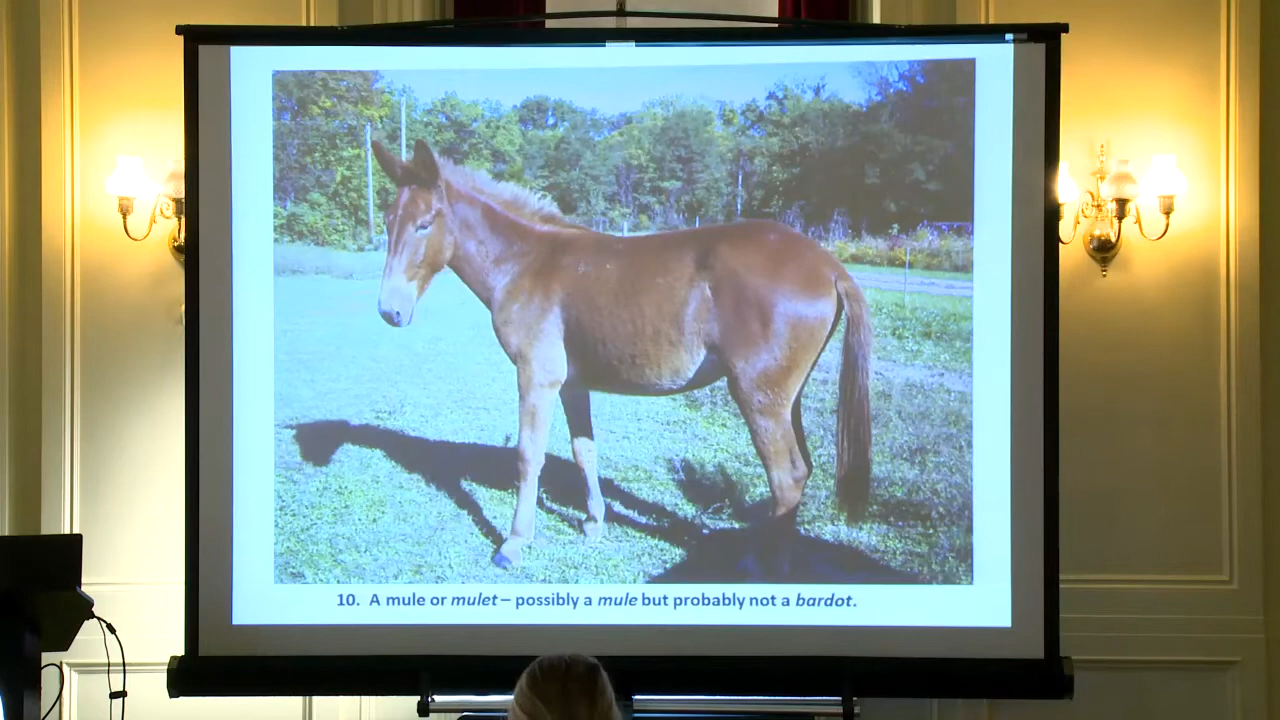 10. A mule or mulet – possibly a mule but probably not a bardot.